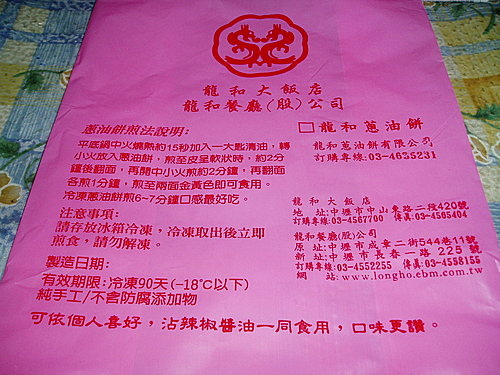 龍和大飯店
龍和餐廳(股)公司
蔥油餅煎法說明:
平底鍋中火燒熱約15秒加入一大匙清油，轉
小火放入蔥油餅，煎至皮呈軟狀時，約2分
鐘後翻面，再開中小火煎約2分鐘，再翻面
各煎1分鐘，煎至兩面金黃色即可食用。
冷凍蔥油餅煎6~7分鐘口感最好吃。
注意事項:
請存放冰箱冷凍，冷凍取出後立即
煎食，請勿解凍。
製造日期:
有效期限:冷凍90天(-18℃以下)
純手工/不含防腐添加物
□龍和蔥油餅
龍和蔥油餅有限公司
訂購專線:03-4635231
龍和大飯店
地 址:中壢市中山東路二段420號
訂購專線:03-4567700 傳真:03-4505404
龍和餐廳(股)公司
原 址:中壢市成章二街544巷11號
新 址:中壢市長春一路 225 號
訂購專線:03-4552255 傳真:03-4558155
網 站:www.longho.ebm.com.tw
可依個人喜好，沾辣椒醬油一同食用，口味更讚。